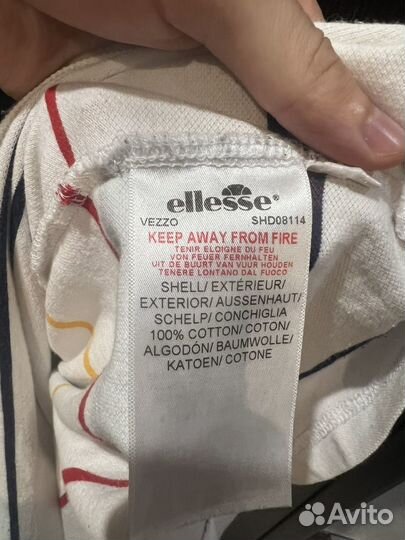 ellesse
VEZZO SHD08114
KEEP AWAY FROM FIRE
TENIR ELOIGNE DU FEU
VON FEUER FERNHALTEN
UIT DE BUURT VAN VUUR HOUDEN
TENERE LONTANO DAL FUOCO
SHELL/ EXTÉRIEUR/
EXTERIOR/ AUSSENHAUT/
SCHELP/ CONCHIGLIA
100% COTTON/ COTON/
ALGODÓN/ BAUMWOLLE/
KATOEN/ COTONE
Avito